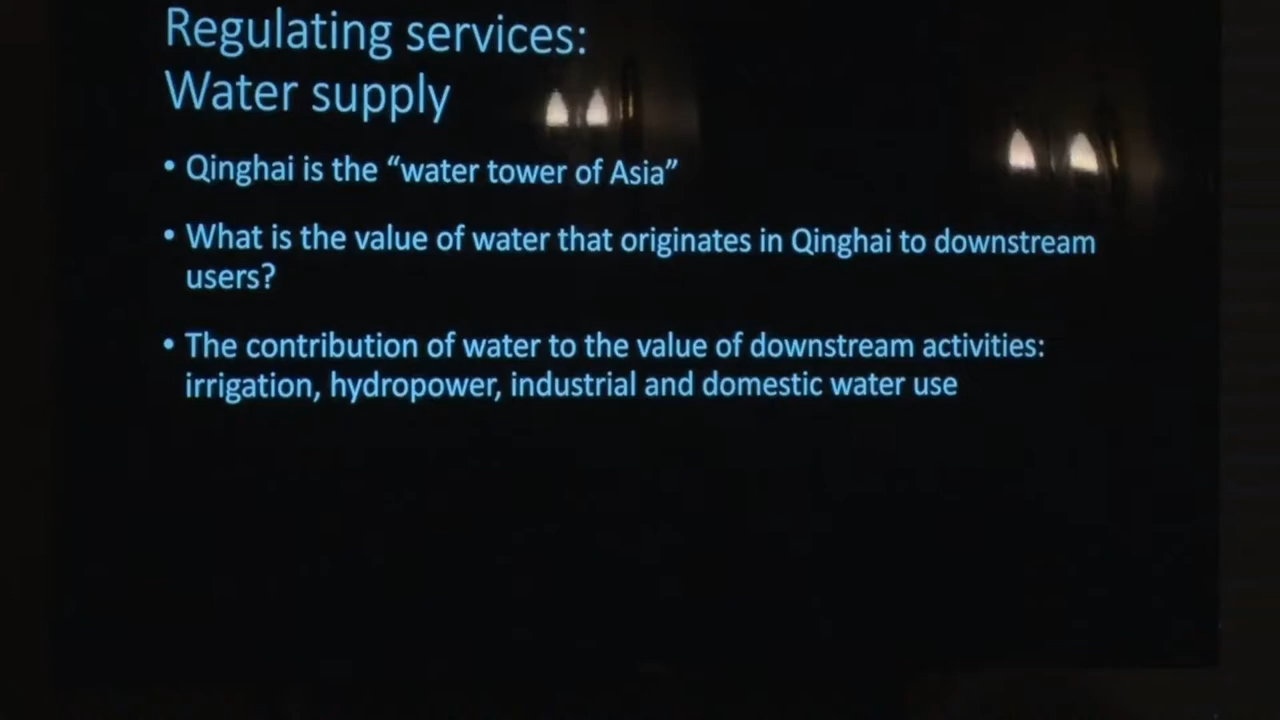 Regulating services:
Water supply
• Qinghai is the “water tower of Asia”
• What is the value of water that originates in Qinghai to downstream
users?
• The contribution of water to the value of downstream activities:
irrigation, hydropower, industrial and domestic water use